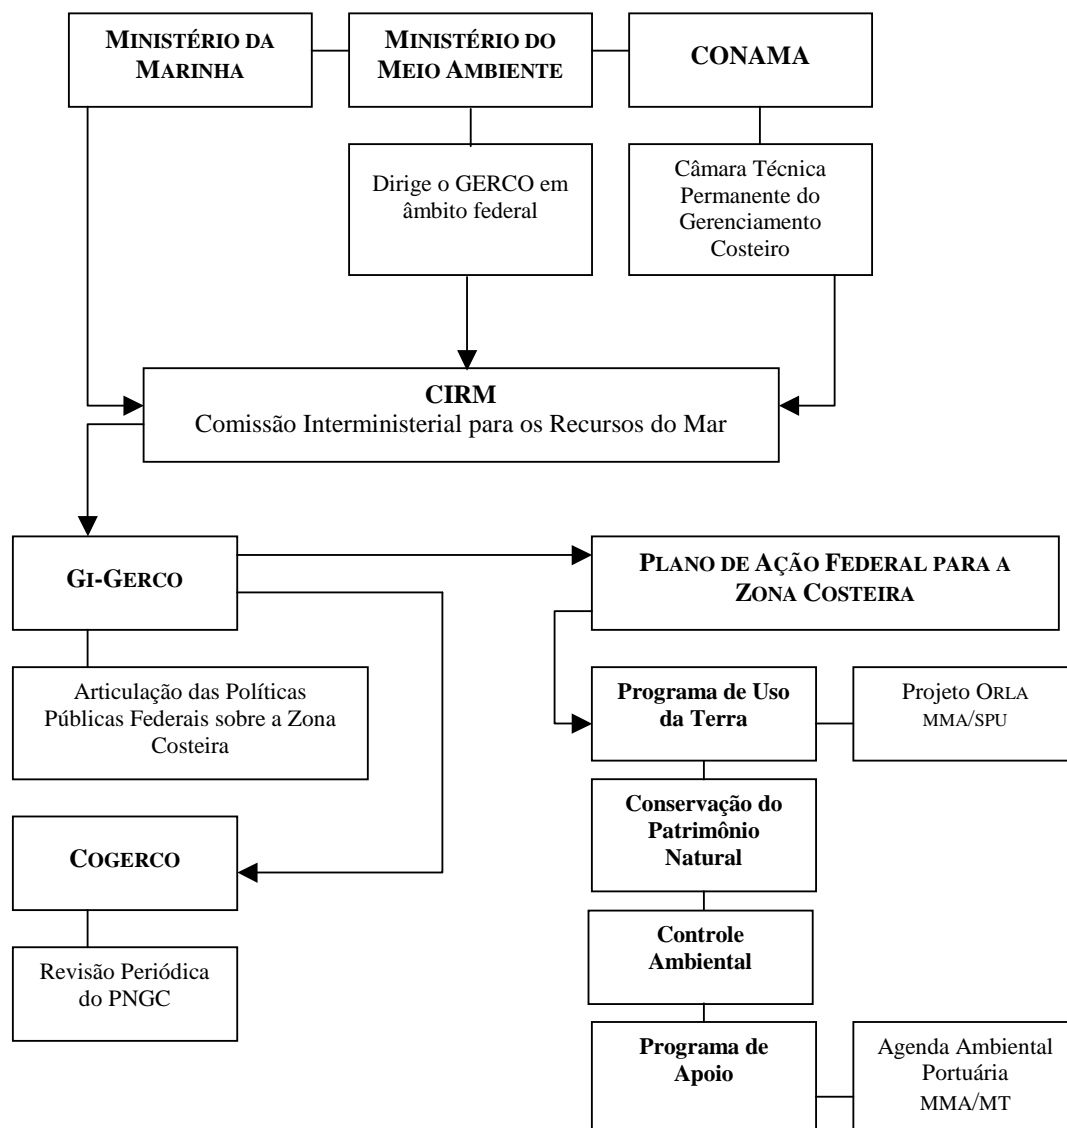 MINISTÉRIO DA
MARINHA
MINISTÉRIO DO
MEIO AMBIENTE
CONAMA
Dirige o GERCO em
âmbito federal
Câmara Técnica
Permanente do
Gerenciamento
Costeiro
CIRM
Comissão Interministerial para os Recursos do Mar
GI-GERCO
PLANO DE AÇÃO FEDERAL PARA A
ZONA COSTEIRA
Articulação das Políticas
Públicas Federais sobre a Zona
Costeira
Programa de Uso
da Terra
Projeto ORLA
MMA/SPU
Conservação do
Patrimônio
Natural
COGERCO
Controle
Ambiental
Revisão Periódica
do PNGC
Programa de
Apoio
Agenda Ambiental
Portuária
MMA/MT